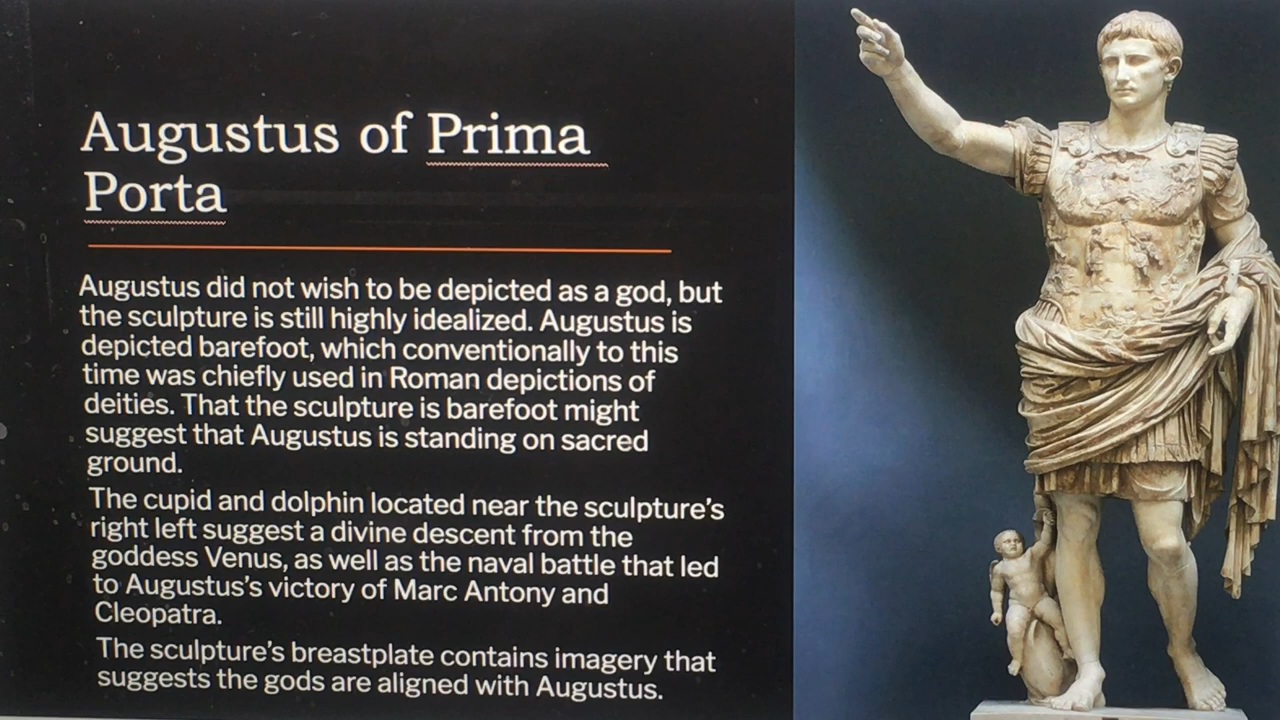 Augustus of Prima
Porta
Augustus did not wish to be depicted as a god, but
the sculpture is still highly idealized. Augustus is
depicted barefoot, which conventionally to this
time was chiefly used in Roman depictions of
deities. That the sculpture is barefoot might
suggest that Augustus is standing on sacred
ground.
The cupid and dolphin located near the sculpture's
right left suggest a divine descent from the
goddess Venus, as well as the naval battle that led
to Augustus's victory of Marc Antony and
Cleopatra.
The sculpture's breastplate contains imagery that
suggests the gods are aligned with Augustus.